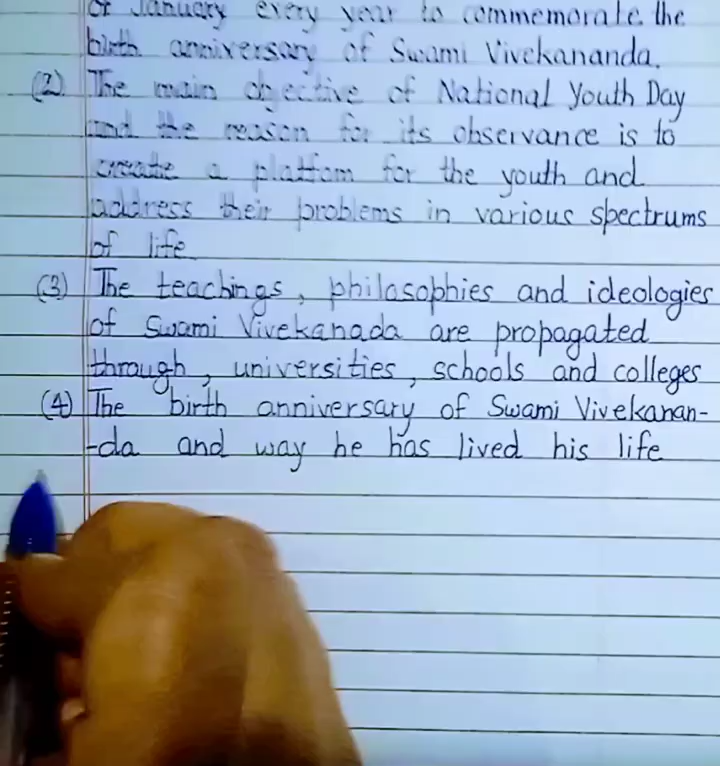 of January every year to commemorate the
birth anniversary of Swami Vivekananda.
(2) The main objective of National Youth Day
and the reason for its observance is to
create a platfom for the youth and
address their problems in various spectrums
of life
(3) The teachings, philosophies and ideologies
of Swami Vivekanada are propagated
through, universities, schools and colleges
(4) The birth anniversary of Swami Vivekanan-
-da and way he has lived his life